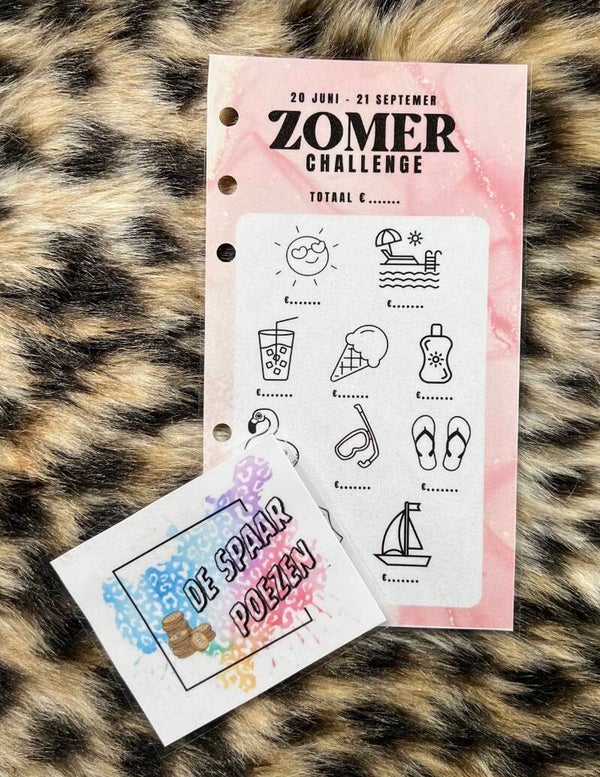 20 JUNI - 21 SEPTEMER
ZOMER
CHALLENGE
TOTAAL €.......
€.......
€.......
€.......
€.......
€.......
€.......
€.......
€.......
DE SPAAR
POEZEN